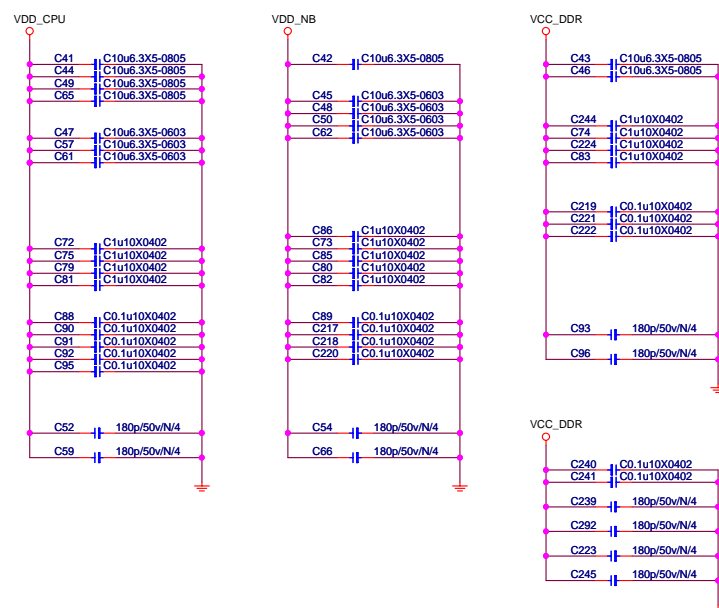 VDD_CPU
C41 C10u6.3X5-0805
C44 C10u6.3X5-0805
C49 C10u6.3X5-0805
C65 C10u6.3X5-0805
C47 C10u6.3X5-0603
C57 C10u6.3X5-0603
C61 C10u6.3X5-0603
C72 C1u10X0402
C75 C1u10X0402
C79 C1u10X0402
C81 C1u10X0402
C88 C0.1u10X0402
C90 C0.1u10X0402
C91 C0.1u10X0402
C92 C0.1u10X0402
C95 C0.1u10X0402
C52 180p/50v/N/4
C59 180p/50v/N/4
VDD_NB
C42 C10u6.3X5-0805
C45 C10u6.3X5-0603
C48 C10u6.3X5-0603
C50 C10u6.3X5-0603
C62 C10u6.3X5-0603
C86 C1u10X0402
C73 C1u10X0402
C85 C1u10X0402
C80 C1u10X0402
C82 C1u10X0402
C89 C0.1u10X0402
C217 C0.1u10X0402
C218 C0.1u10X0402
C220 C0.1u10X0402
C54 180p/50v/N/4
C66 180p/50v/N/4
VCC_DDR
C43 C10u6.3X5-0805
C46 C10u6.3X5-0805
C244 C1u10X0402
C74 C1u10X0402
C224 C1u10X0402
C83 C1u10X0402
C219 C0.1u10X0402
C221 C0.1u10X0402
C222 C0.1u10X0402
C93 180p/50v/N/4
C96 180p/50v/N/4
VCC_DDR
C240 C0.1u10X0402
C241 C0.1u10X0402
C239 180p/50v/N/4
C292 180p/50v/N/4
C223 180p/50v/N/4
C245 180p/50v/N/4